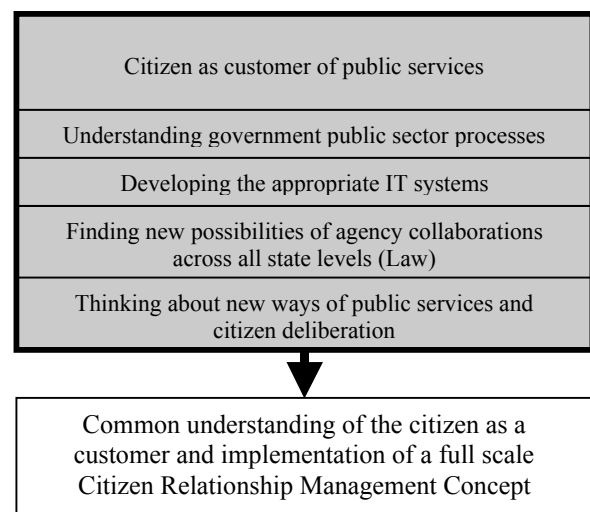 Citizen as customer of public services
Understanding government public sector processes
Developing the appropriate IT systems
Finding new possibilities of agency collaborations
across all state levels (Law)
Thinking about new ways of public services and
citizen deliberation
Common understanding of the citizen as a
customer and implementation of a full scale
Citizen Relationship Management Concept